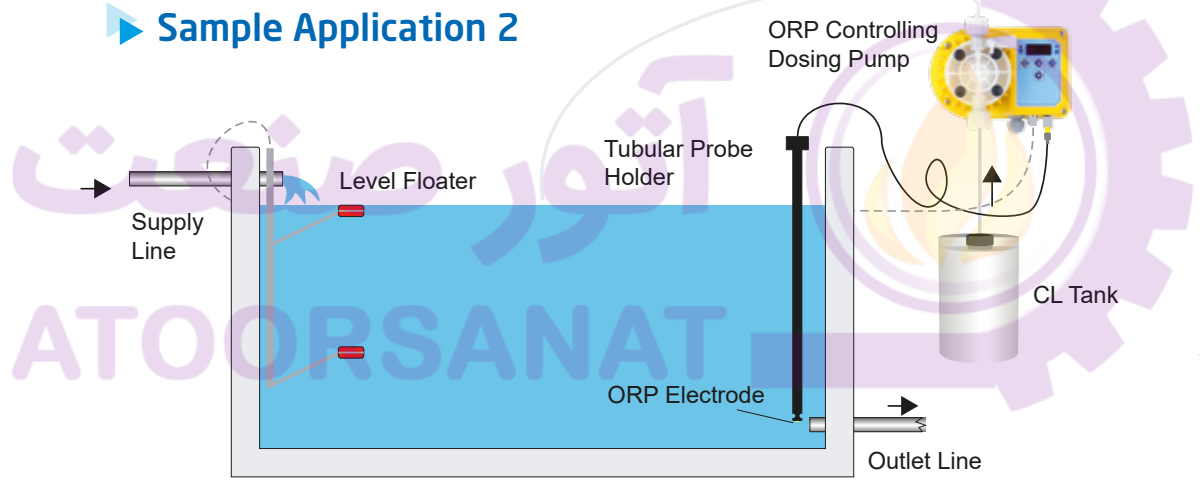 Sample Application 2
ORP Controlling
Dosing Pump
اتور صنعت
Tubular Probe
Holder
Level Floater
Supply
Line
CL Tank
ATOORSANAT
ORP Electrode
Outlet Line